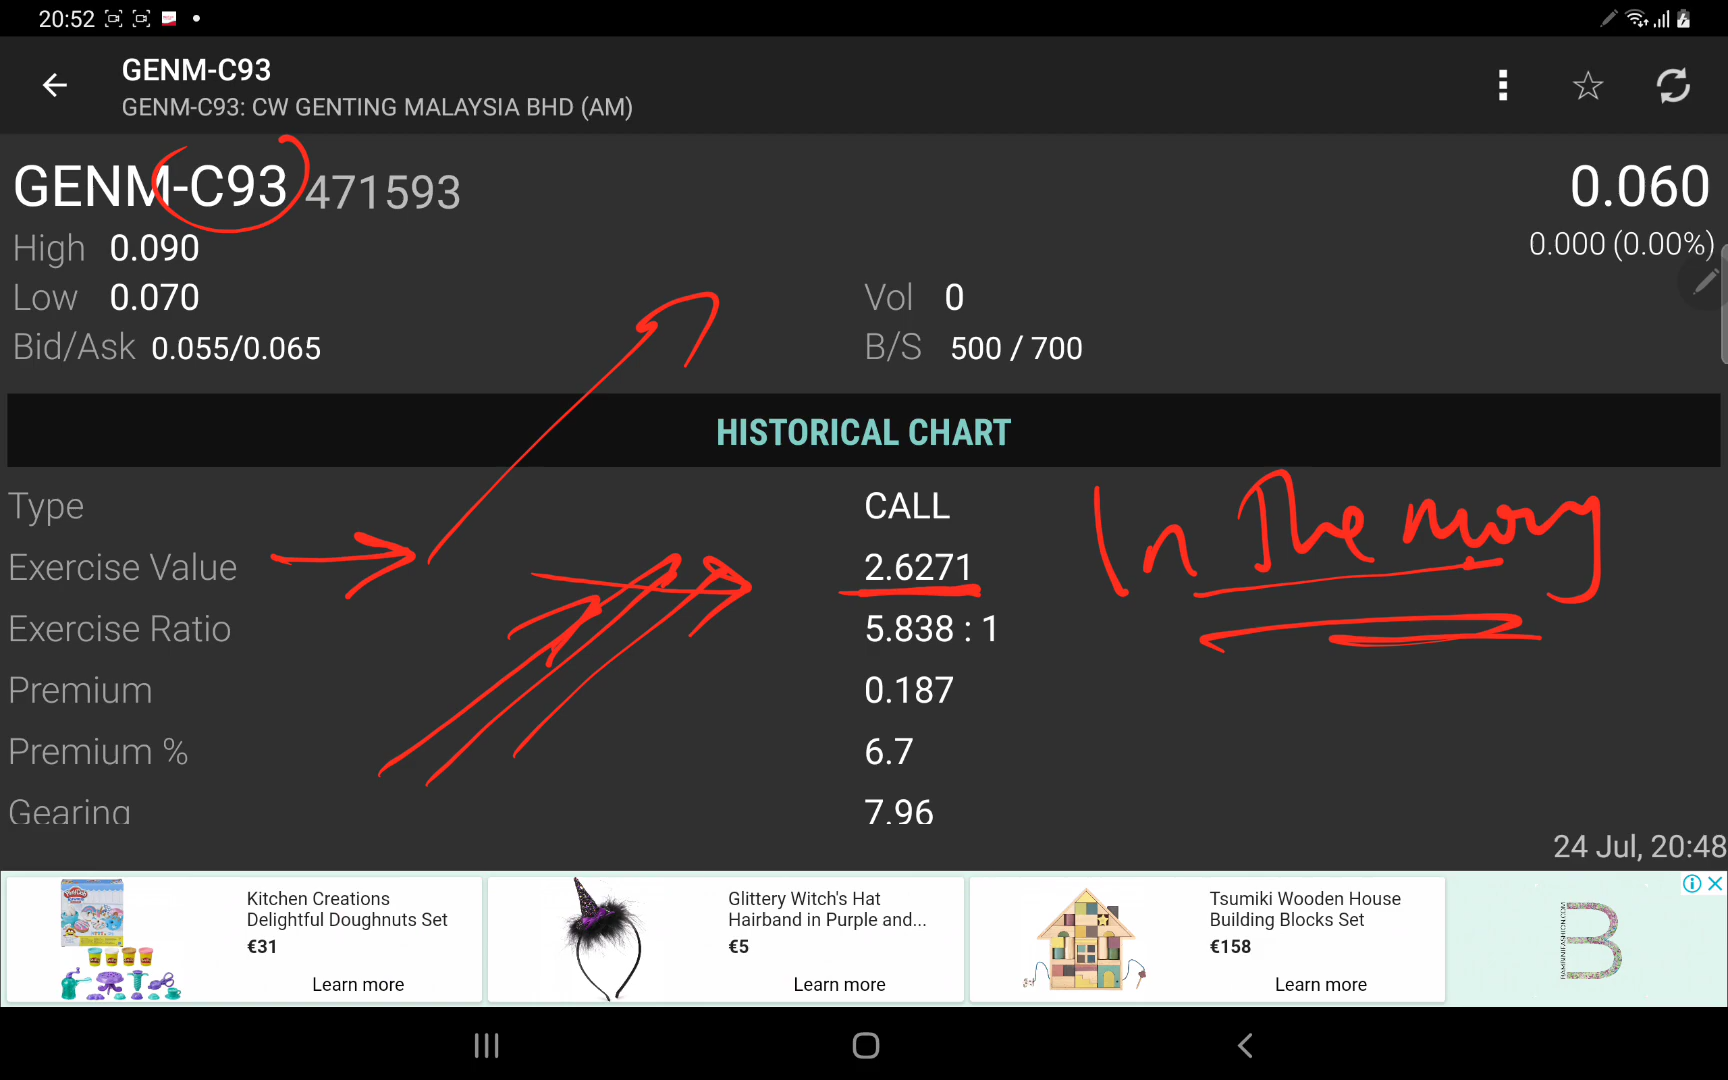 20:52
GENM-C93
GENM-C93: CW GENTING MALAYSIA BHD (AM)
GENM-C93 471593
0.060
High 0.090
0.000 (0.00%)
Low 0.070
Vol 0
Bid/Ask 0.055/0.065
B/S 500 / 700
HISTORICAL CHART
Type CALL
In The
Exercise Value 2.6271
Exercise Ratio 5.838 : 1
Premium 0.187
Premium % 6.7
Gearing 7.96
24 Jul, 20:48
Kitchen Creations
Delightful Doughnuts Set
€31
Learn more
Glittery Witch's Hat
Hairband in Purple and...
€5
Learn more
Tsumiki Wooden House
Building Blocks Set
€158
Learn more
B